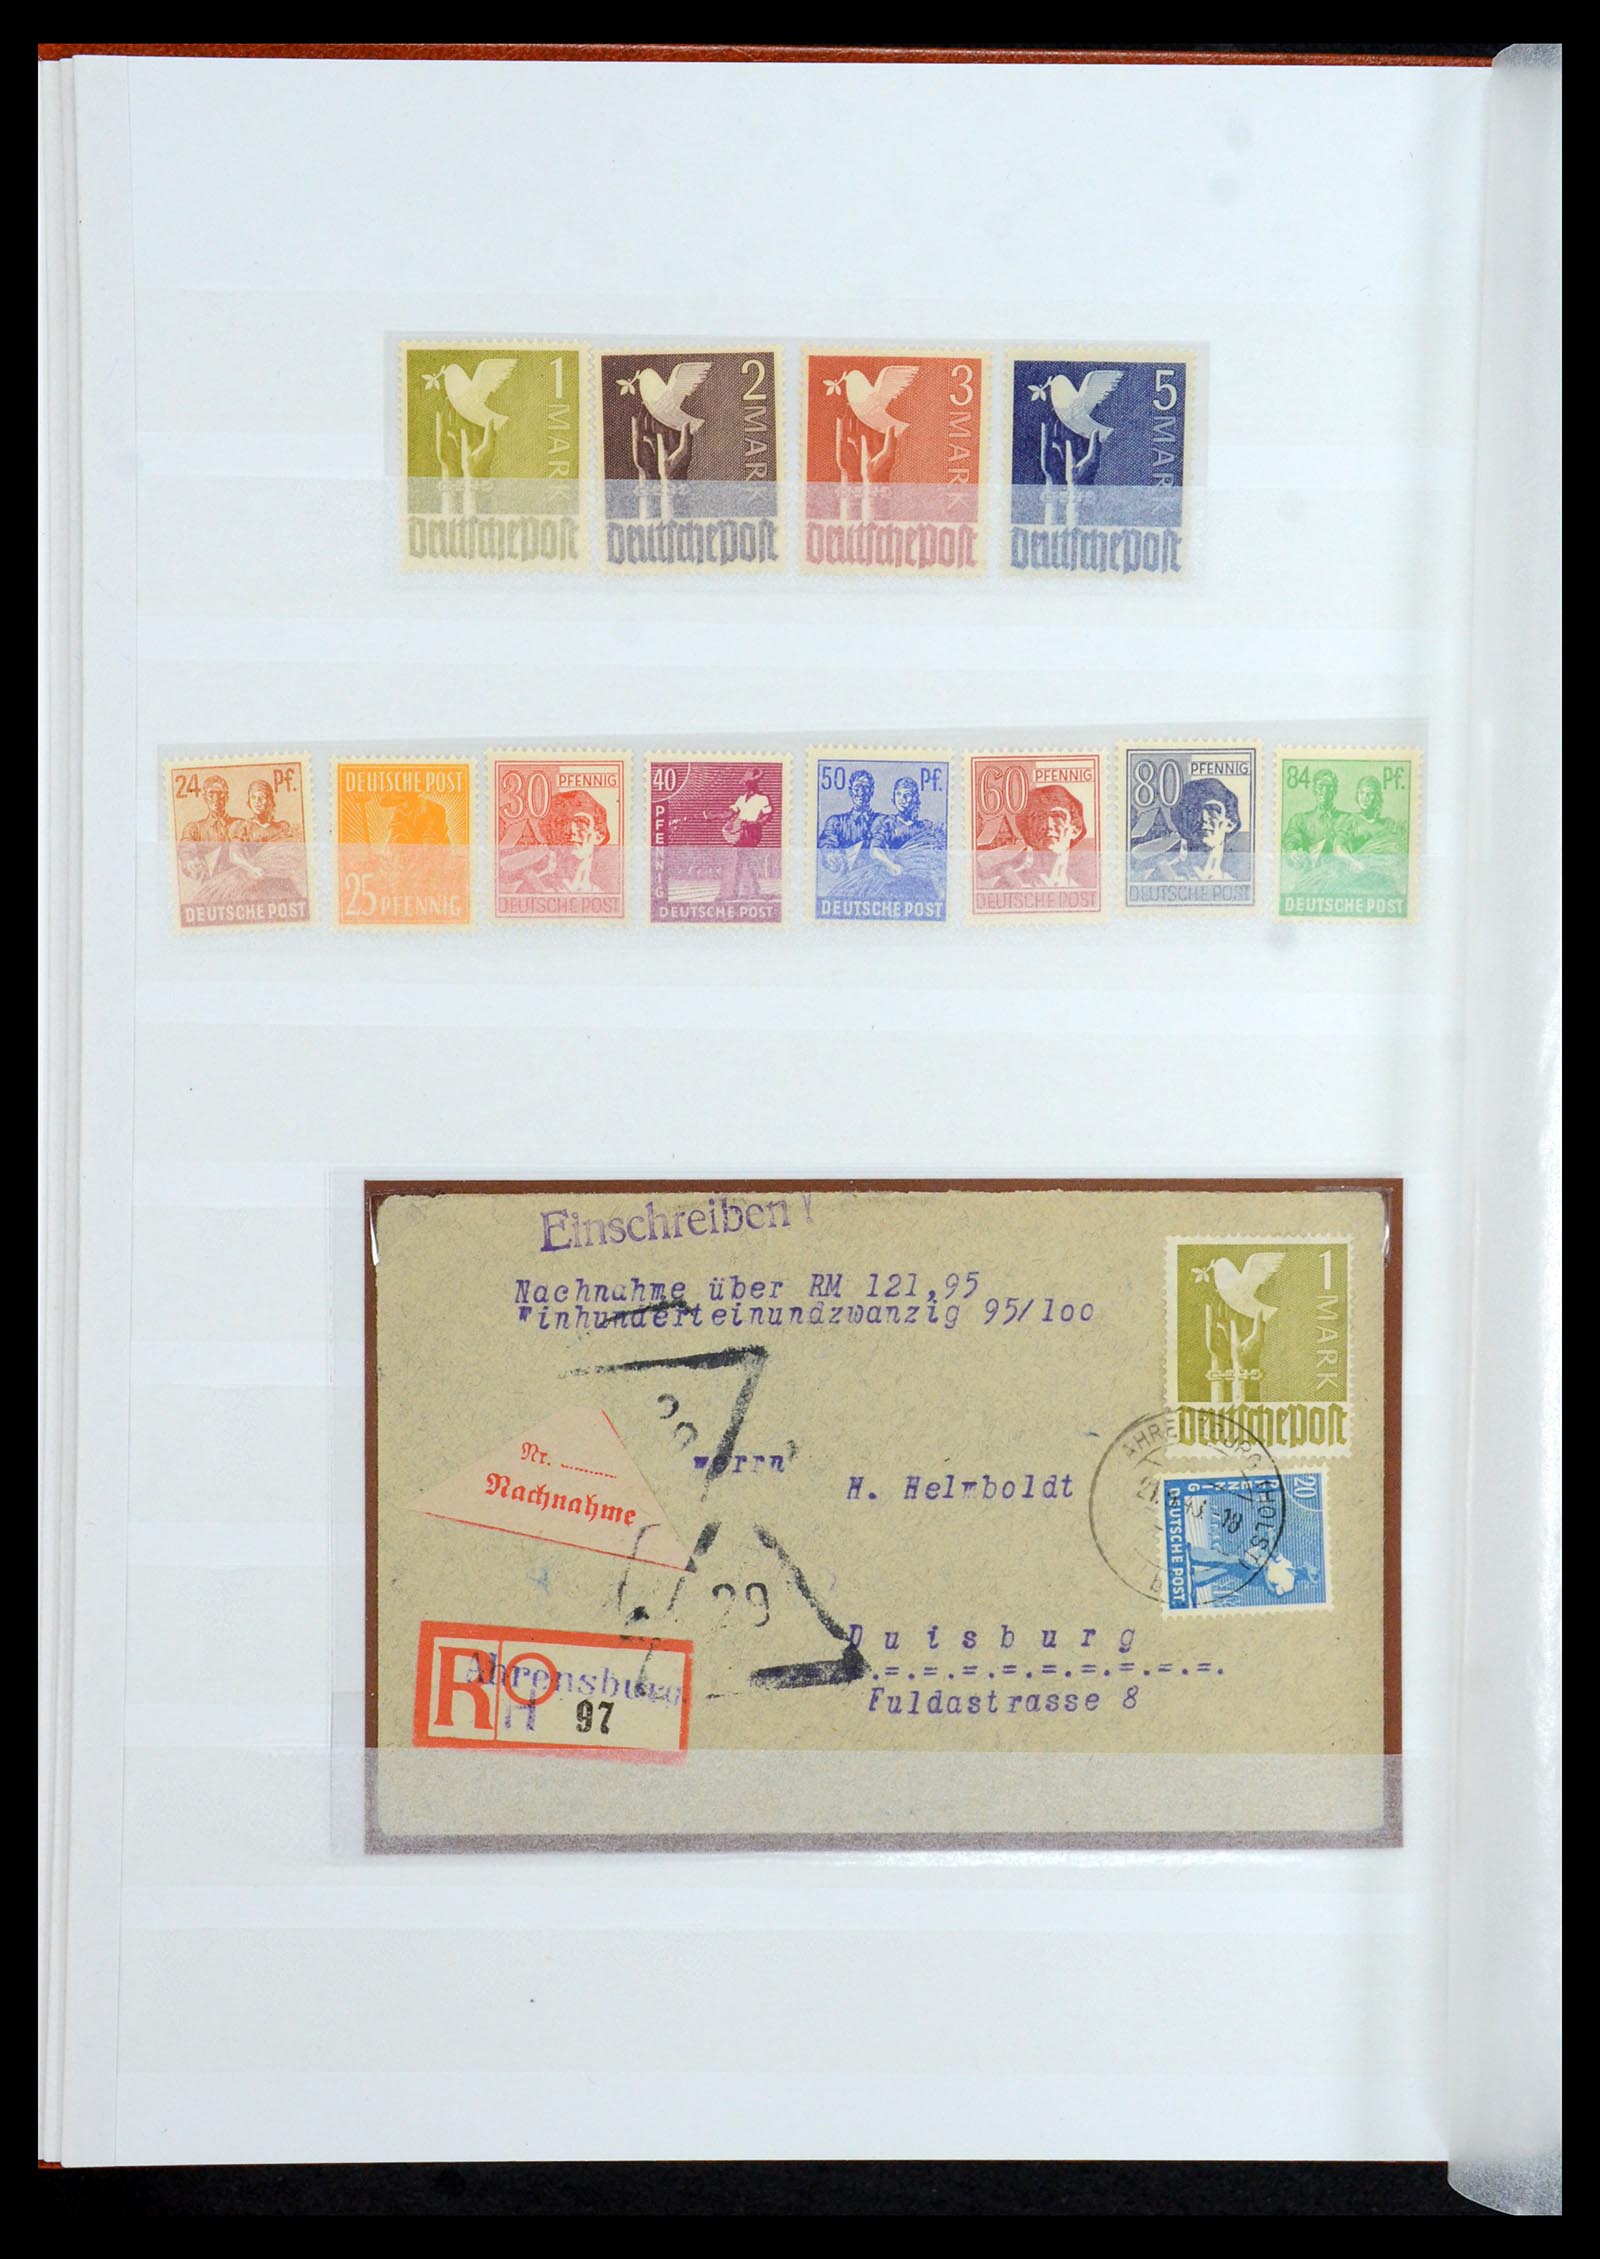 1 MARK
Deutsche Post
2 MARK
Deutsche Post
3 MARK
Deutsche Post
5 MARK
Deutsche Post
24 Pf.
DEUTSCHE POST
DEUTSCHE POST
25 PFENNIG
30 PFENNIG
DEUTSCHE POST
40 PFENNIG
DEUTSCHE POST
50 Pf.
DEUTSCHE POST
60 PFENNIG
DEUTSCHE POST
80 PFENNIG
DEUTSCHE POST
84 Pf.
DEUTSCHE POST
Einschreiben!
Nachnahme über RM 121,95
Einhunderteinundzwanzig 95/100
1 MARK
Deutsche Post
Nr.
Nachnahme
Herrn
H. Helmboldt
20
DEUTSCHE POST
18
b
29
Duisburg
.=.=.=.=.=.=.=.=.=.
Fuldastrasse 8
R
Ahrensburg
97